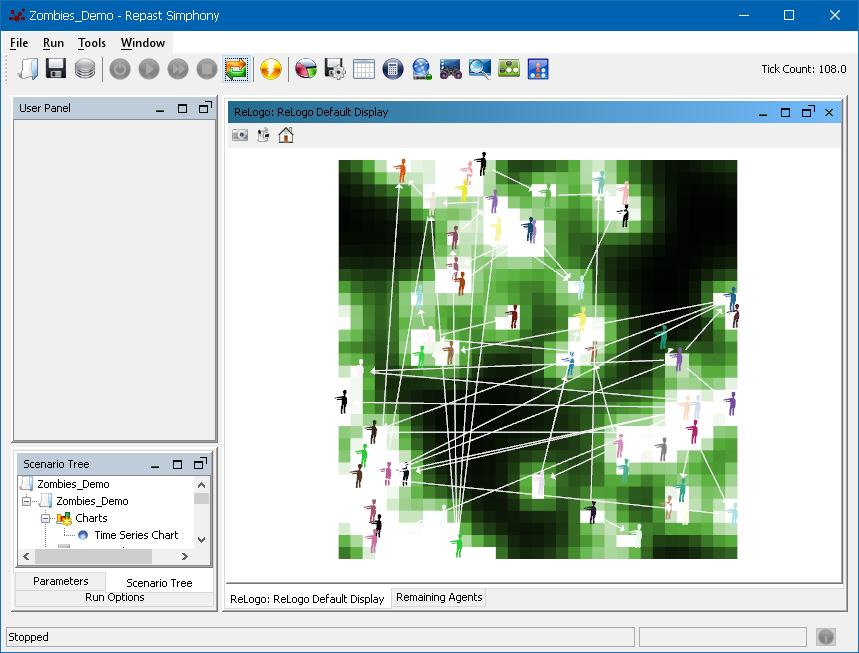 Zombies_Demo - Repast Simphony
File Run Tools Window
Tick Count: 108.0
User Panel
ReLogo: ReLogo Default Display
Scenario Tree
Zombies_Demo
Zombies_Demo
Charts
Time Series Chart
Parameters
Scenario Tree
Run Options
ReLogo: ReLogo Default Display
Remaining Agents
Stopped